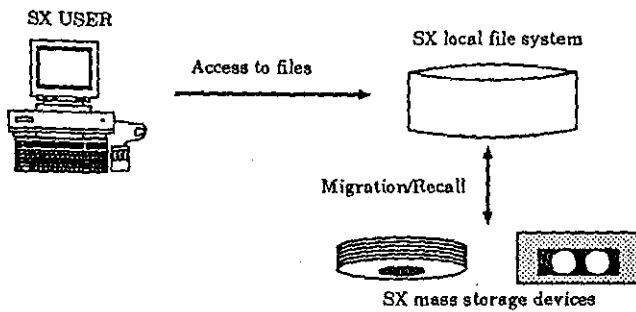 SX USER
SX local file system
Access to files
Migration/Recall
SX mass storage devices